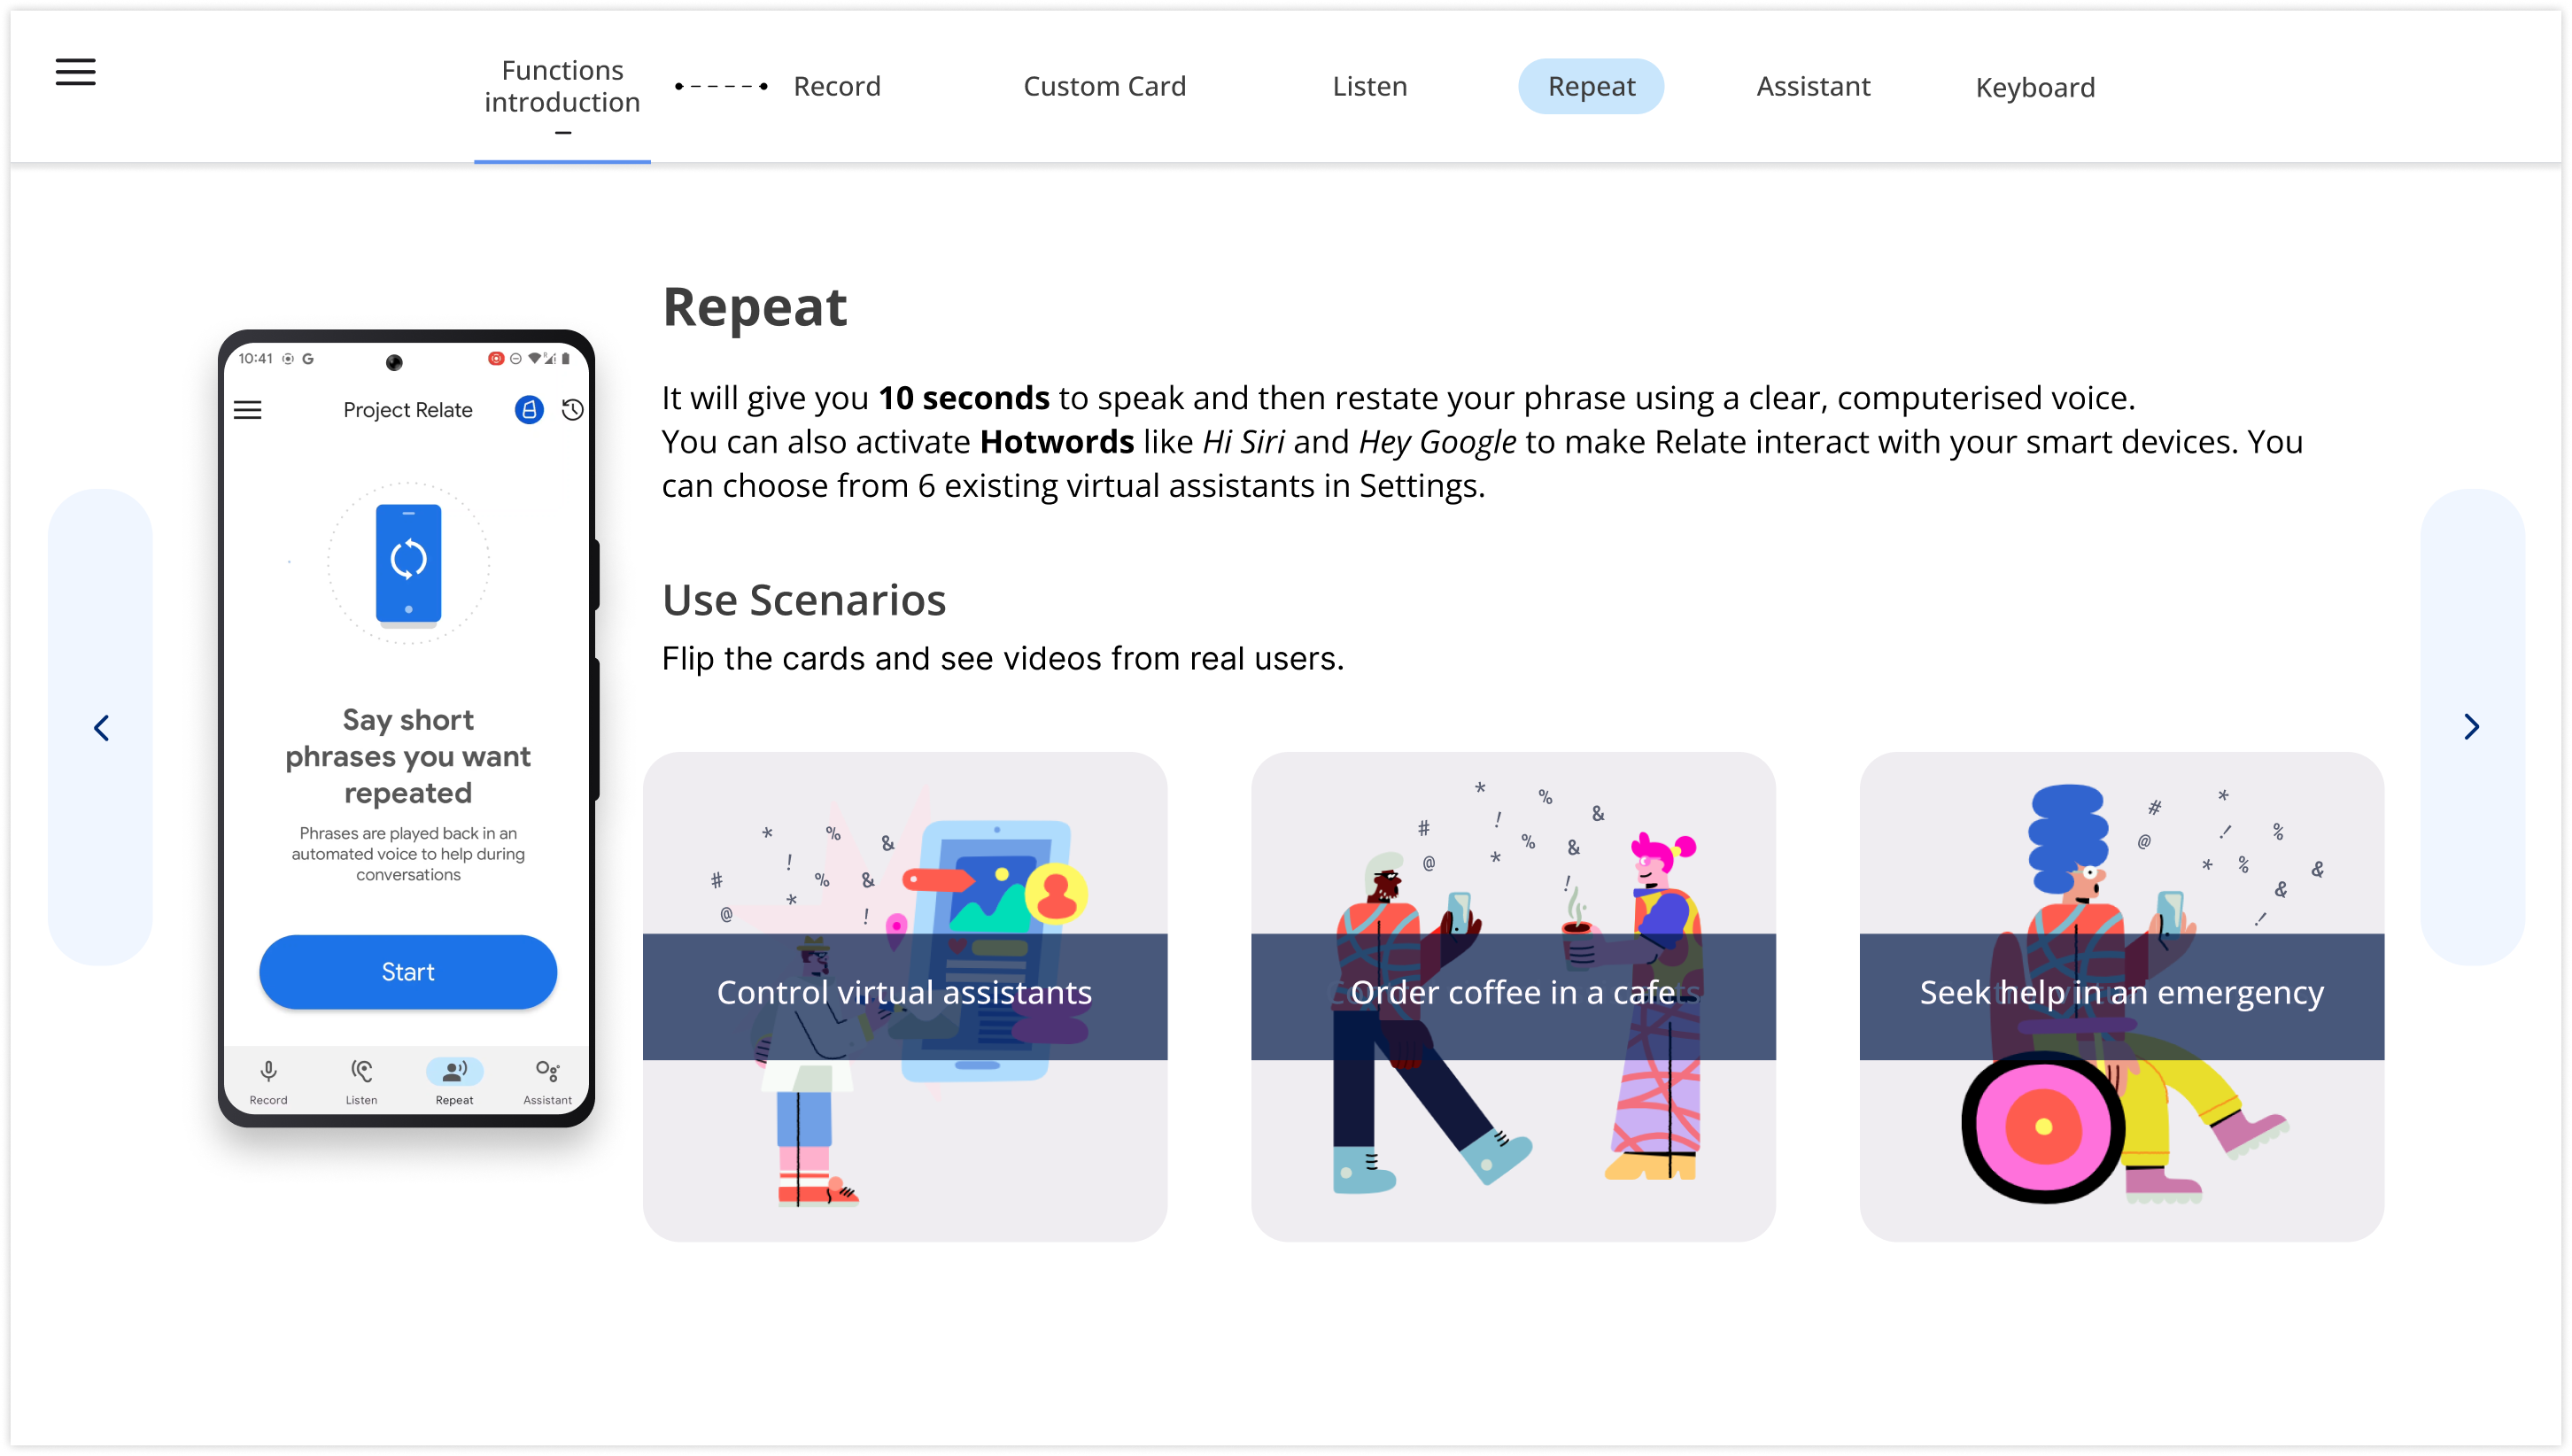 Functions
introduction
Record
Custom Card
Listen
Repeat
Assistant
Keyboard
10:41
Project Relate
Say short
phrases you want
repeated
Phrases are played back in an
automated voice to help during
conversations
Start
Record
Listen
Repeat
Assistant
Repeat
It will give you 10 seconds to speak and then restate your phrase using a clear, computerised voice.
You can also activate Hotwords like Hi Siri and Hey Google to make Relate interact with your smart devices. You
can choose from 6 existing virtual assistants in Settings.
Use Scenarios
Flip the cards and see videos from real users.
Control virtual assistants
Order coffee in a cafe
Seek help in an emergency